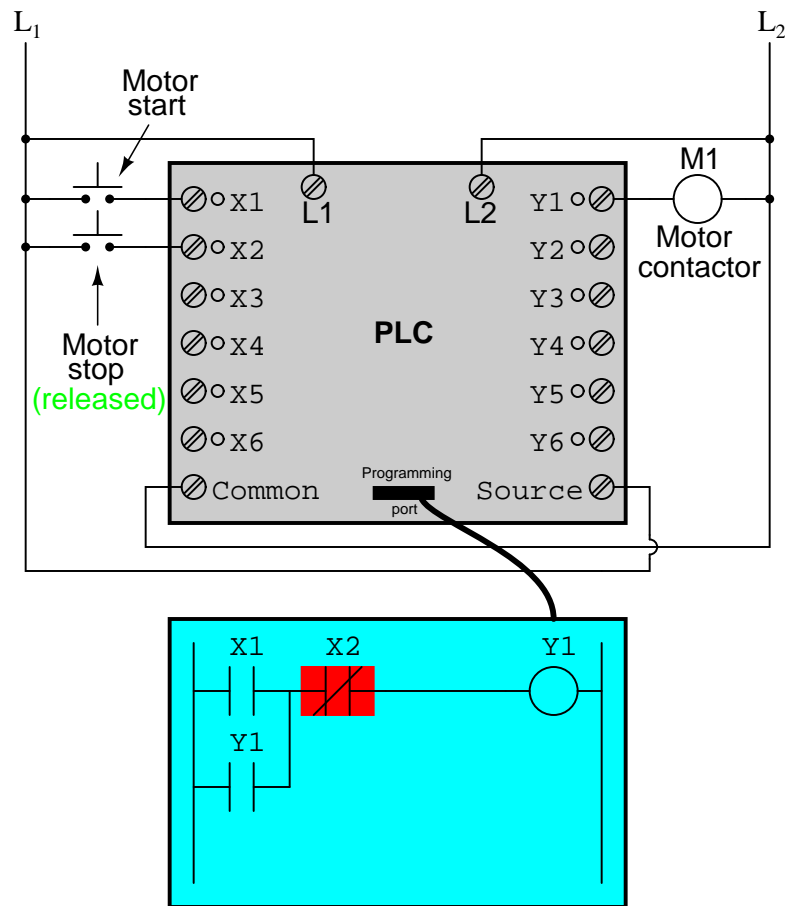 L1 L2
Motor
start
M1
X1 L1 L2 Y1
X2 Y2
Motor
contactor
X3 Y3
PLC
Motor
stop
(released)
X4 Y4
X5 Y5
X6 Y6
Common Programming
port Source
X1 X2 Y1
Y1